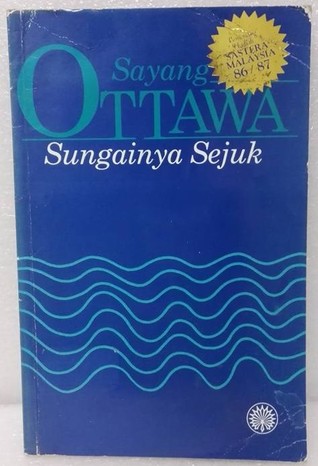 Sayang
OTTAWA
Sungainya Sejuk
SASTERA
MALAYSIA
86/87